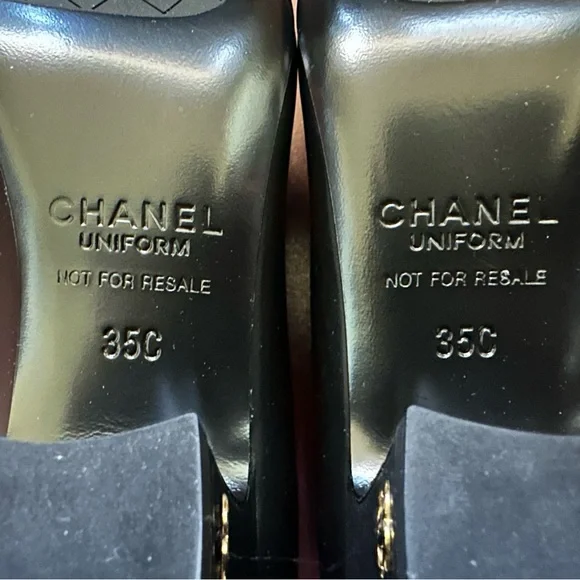 CHANEL
UNIFORM
NOT FOR RESALE
35C
CHANEL
UNIFORM
NOT FOR RESALE
35C